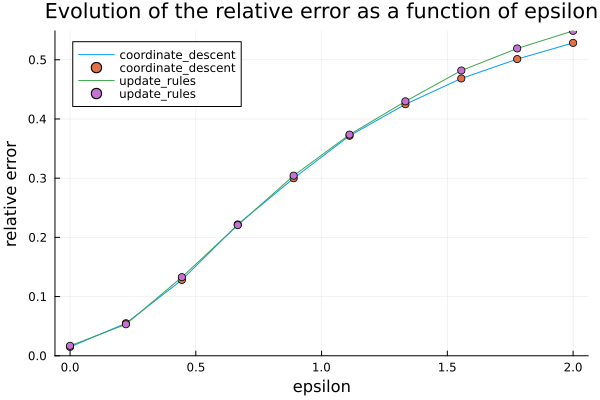 Evolution of the relative error as a function of epsilon
coordinate_descent
coordinate_descent
update_rules
update_rules
relative error
0.5
0.4
0.3
0.2
0.1
0.0
0.0 0.5 1.0 1.5 2.0
epsilon